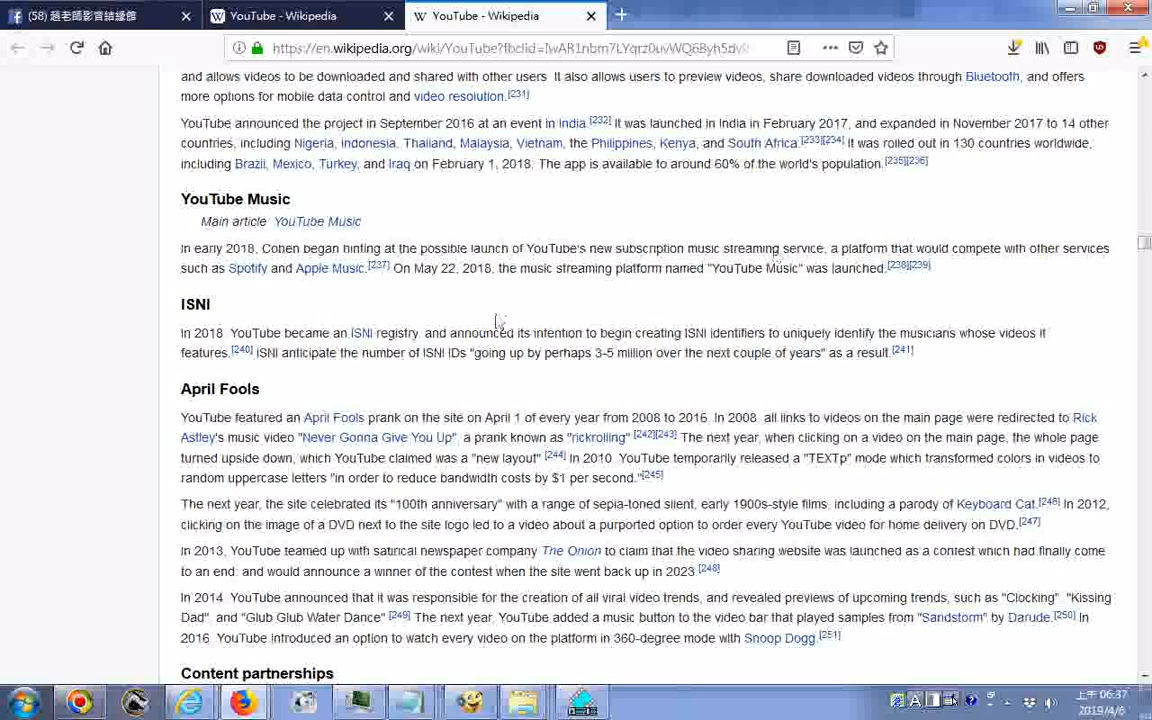 (58) 趙老師影音結緣館
YouTube - Wikipedia
YouTube - Wikipedia
https://en.wikipedia.org/wiki/YouTube?fbclid=IwAR1nbm7LYqrz0uvWQ6Byh5dv
and allows videos to be downloaded and shared with other users. It also allows users to preview videos, share downloaded videos through Bluetooth, and offers
more options for mobile data control and video resolution.[231]
YouTube announced the project in September 2016 at an event in India.[232] It was launched in India in February 2017, and expanded in November 2017 to 14 other
countries, including Nigeria, Indonesia, Thailand, Malaysia, Vietnam, the Philippines, Kenya, and South Africa.[233][234] It was rolled out in 130 countries worldwide,
including Brazil, Mexico, Turkey, and Iraq on February 1, 2018. The app is available to around 60% of the world's population.[235][236]
YouTube Music
Main article: YouTube Music
In early 2018, Cohen began hinting at the possible launch of YouTube's new subscription music streaming service, a platform that would compete with other services
such as Spotify and Apple Music.[237] On May 22, 2018, the music streaming platform named "YouTube Music" was launched.[238][239]
ISNI
In 2018, YouTube became an ISNI registry, and announced its intention to begin creating ISNI identifiers to uniquely identify the musicians whose videos it
features.[240] ISNI anticipate the number of ISNI IDs "going up by perhaps 3-5 million over the next couple of years" as a result.[241]
April Fools
YouTube featured an April Fools prank on the site on April 1 of every year from 2008 to 2016. In 2008, all links to videos on the main page were redirected to Rick
Astley's music video "Never Gonna Give You Up", a prank known as "rickrolling".[242][243] The next year, when clicking on a video on the main page, the whole page
turned upside down, which YouTube claimed was a "new layout".[244] In 2010, YouTube temporarily released a "TEXTp" mode which transformed colors in videos to
random uppercase letters "in order to reduce bandwidth costs by $1 per second."[245]
The next year, the site celebrated its "100th anniversary" with a range of sepia-toned silent, early 1900s-style films, including a parody of Keyboard Cat.[246] In 2012,
clicking on the image of a DVD next to the site logo led to a video about a purported option to order every YouTube video for home delivery on DVD.[247]
In 2013, YouTube teamed up with satirical newspaper company The Onion to claim that the video sharing website was launched as a contest which had finally come
to an end, and would announce a winner of the contest when the site went back up in 2023.[248]
In 2014, YouTube announced that it was responsible for the creation of all viral video trends, and revealed previews of upcoming trends, such as "Clocking", "Kissing
Dad", and "Glub Glub Water Dance".[249] The next year, YouTube added a music button to the video bar that played samples from "Sandstorm" by Darude.[250] In
2016, YouTube introduced an option to watch every video on the platform in 360-degree mode with Snoop Dogg.[251]
Content partnerships
上午 06:37
2019/4/6